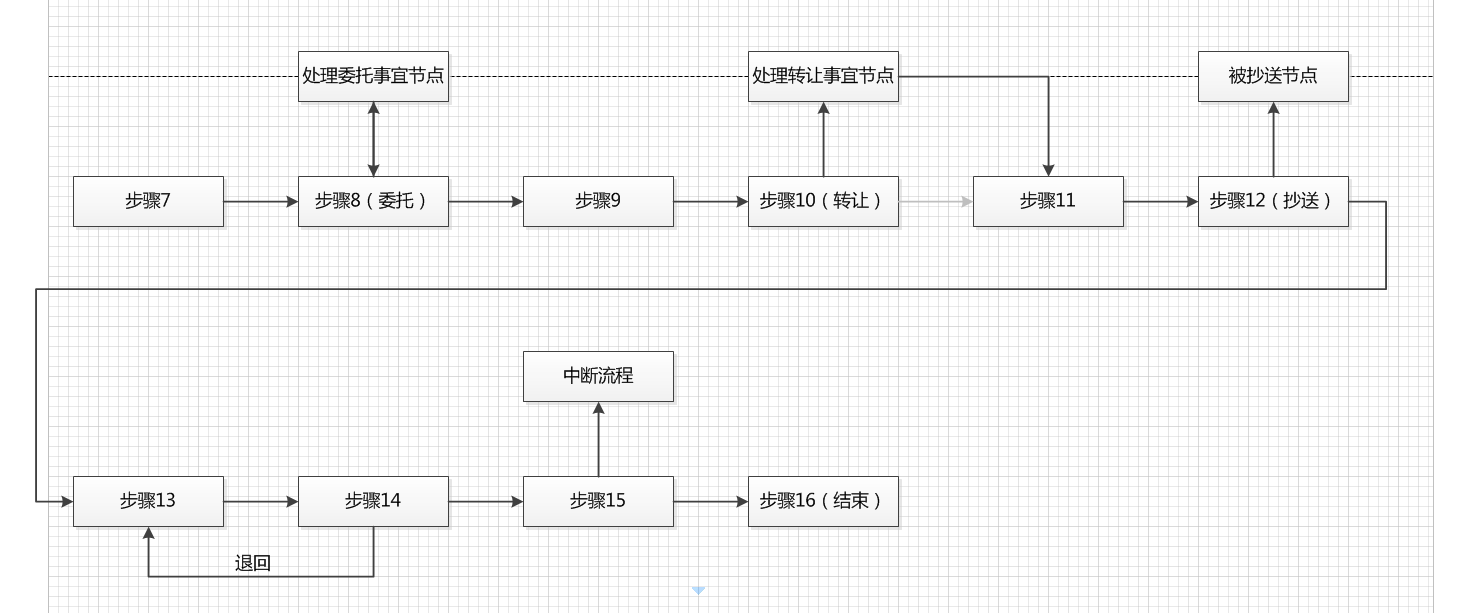 处理委托事宜节点
处理转让事宜节点
被抄送节点
步骤7
步骤8（委托）
步骤9
步骤10（转让）
步骤11
步骤12（抄送）
中断流程
步骤13
步骤14
步骤15
步骤16（结束）
退回